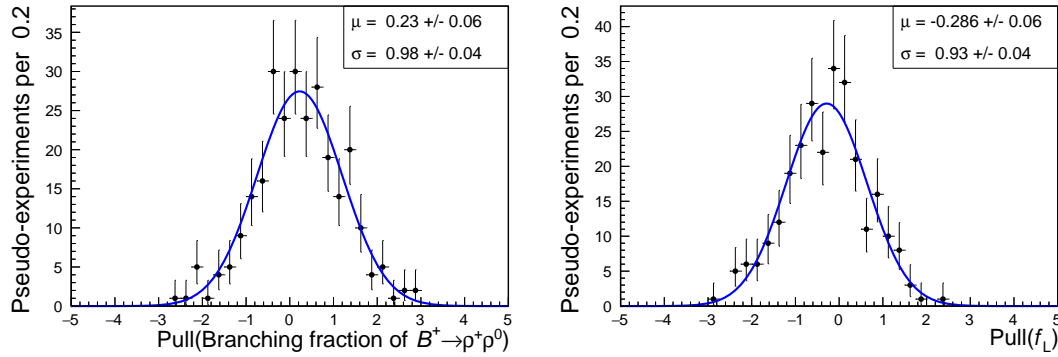 Pseudo-experiments per 0.2
35
30
25
20
15
10
5
0
μ = 0.23 +/- 0.06
σ = 0.98 +/- 0.04
−5 −4 −3 −2 −1 0 1 2 3 4 5
Pull(Branching fraction of B⁺→ρ⁺ρ⁰)
Pseudo-experiments per 0.2
40
35
30
25
20
15
10
5
0
μ = -0.286 +/- 0.06
σ = 0.93 +/- 0.04
−5 −4 −3 −2 −1 0 1 2 3 4 5
Pull(f_L)